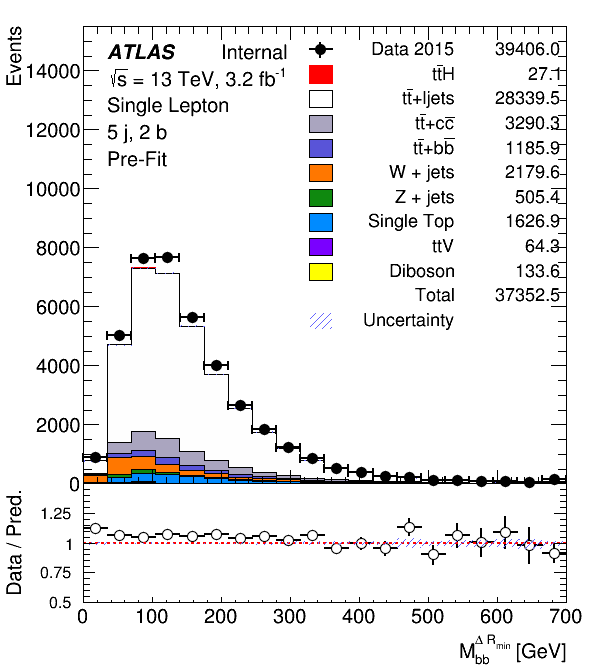 Events
ATLAS Internal
√s = 13 TeV, 3.2 fb⁻¹
Single Lepton
5 j, 2 b
Pre-Fit
Data 2015 39406.0
tt̄H 27.1
tt̄+ljets 28339.5
tt̄+cc̄ 3290.3
tt̄+bb̄ 1185.9
W + jets 2179.6
Z + jets 505.4
Single Top 1626.9
ttV 64.3
Diboson 133.6
Total 37352.5
Uncertainty
14000
12000
10000
8000
6000
4000
2000
0
Data / Pred.
1.25
1
0.75
0.5
0 100 200 300 400 500 600 700
M_bb^{Δ R_min} [GeV]